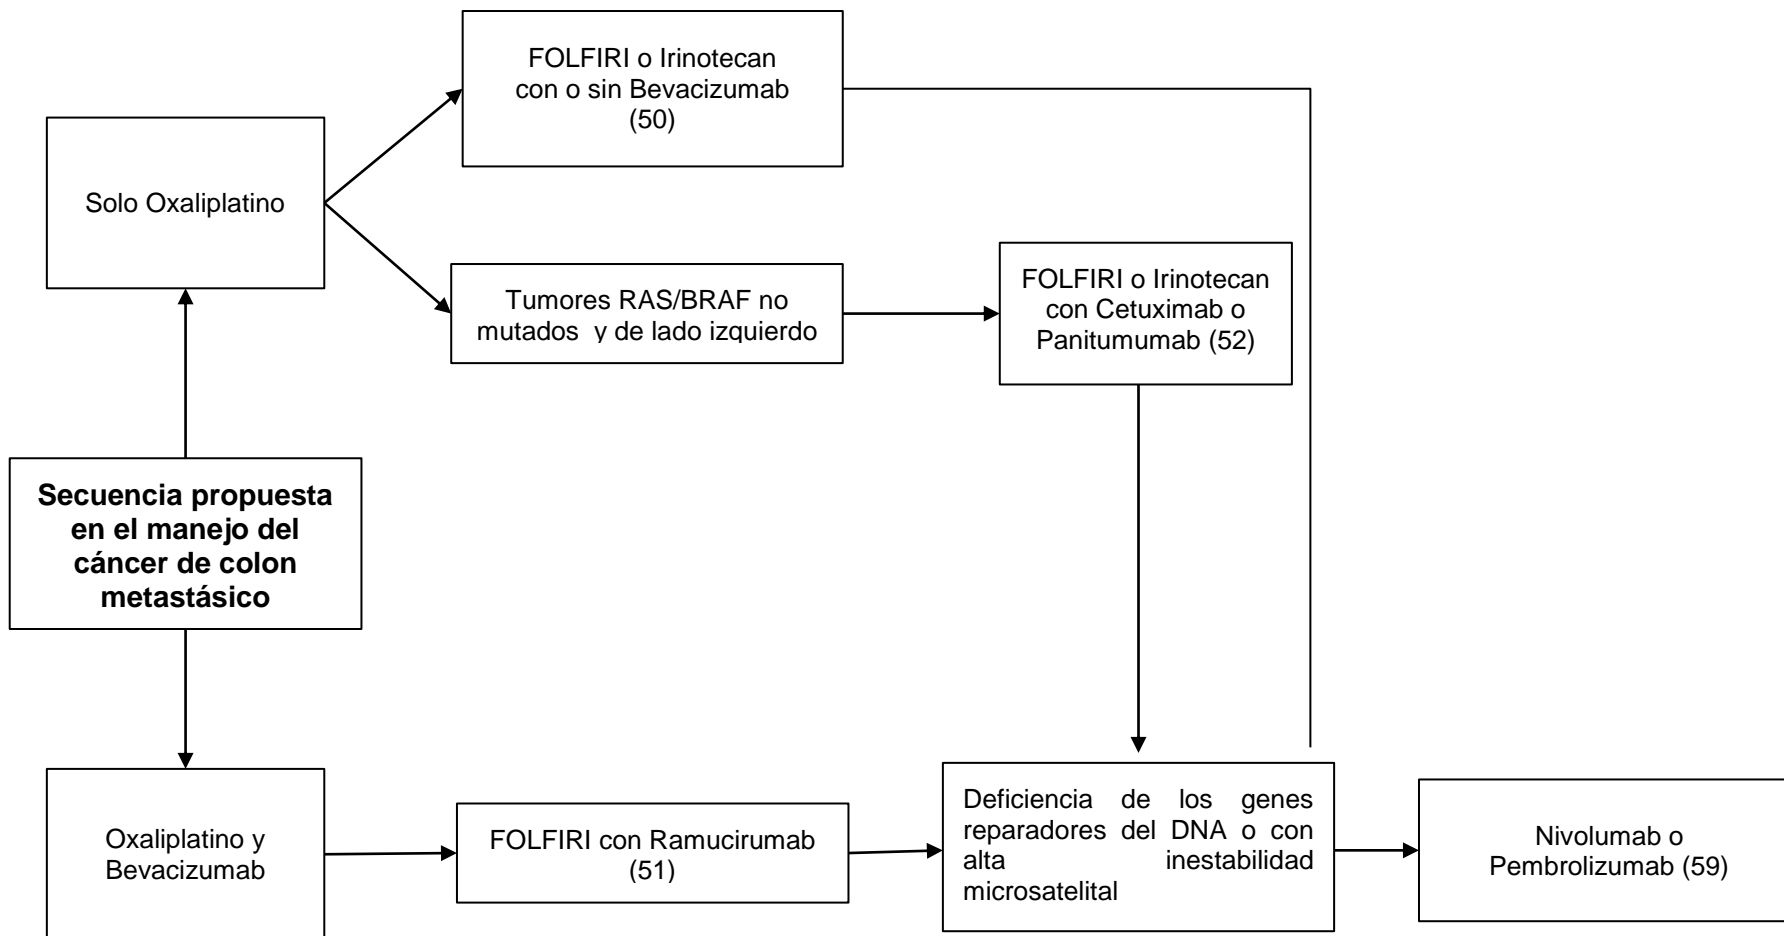 FOLFIRI o Irinotecan
con o sin Bevacizumab
(50)
Solo Oxaliplatino
Tumores RAS/BRAF no
mutados y de lado izquierdo
FOLFIRI o Irinotecan
con Cetuximab o
Panitumumab (52)
Secuencia propuesta
en el manejo del
cáncer de colon
metastásico
Oxaliplatino y
Bevacizumab
FOLFIRI con Ramucirumab
(51)
Deficiencia de los genes
reparadores del DNA o con
alta inestabilidad
microsatelital
Nivolumab o
Pembrolizumab (59)